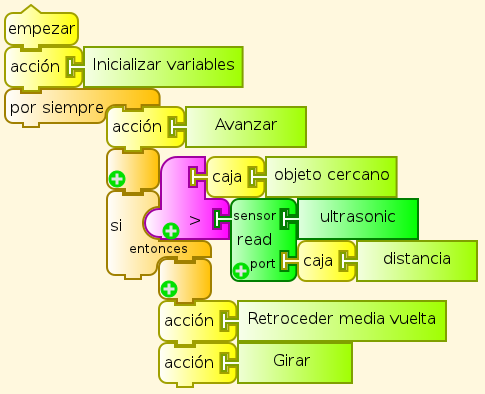 empezar
acción Inicializar variables
por siempre
acción Avanzar
caja objeto cercano
si > sensor ultrasonic
read
entonces port caja distancia
acción Retroceder media vuelta
acción Girar